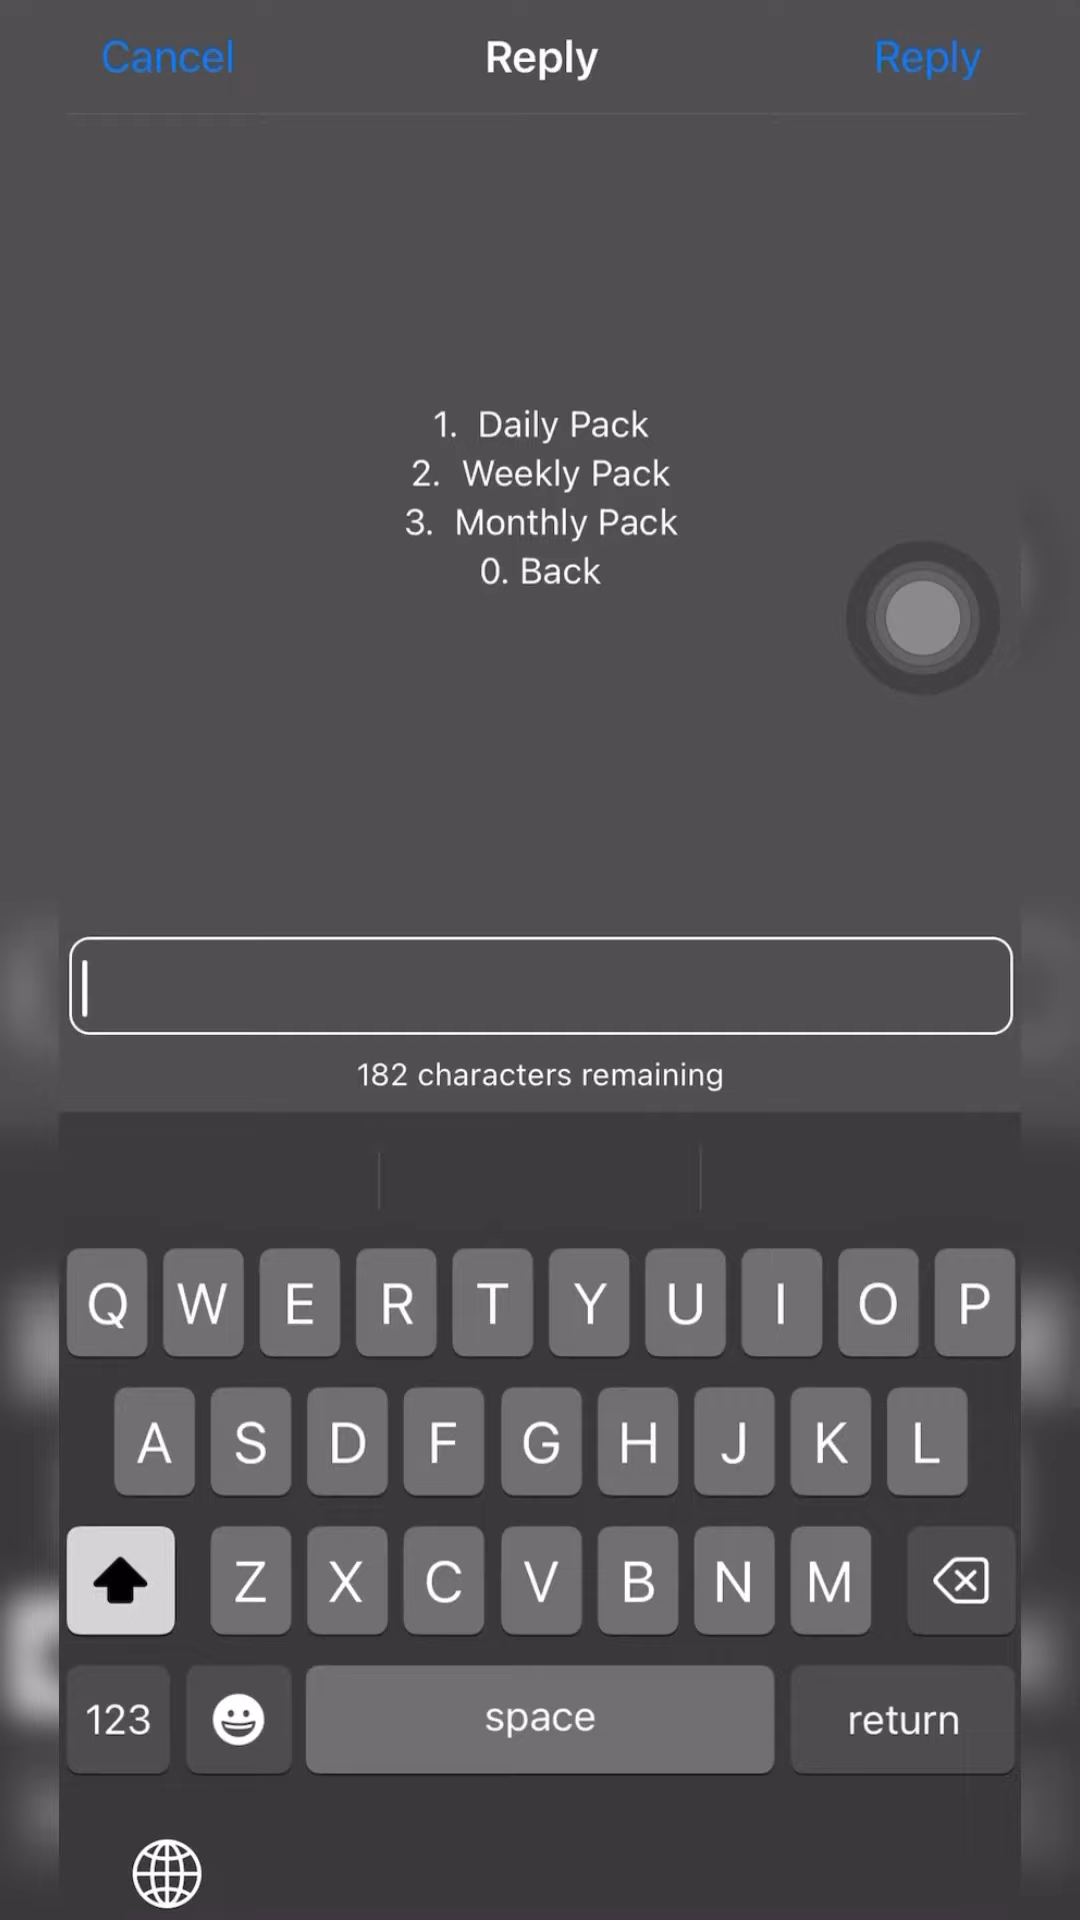 Cancel Reply Reply
1. Daily Pack
2. Weekly Pack
3. Monthly Pack
0. Back
182 characters remaining
Q W E R T Y U I O P
A S D F G H J K L
Z X C V B N M
123 space return